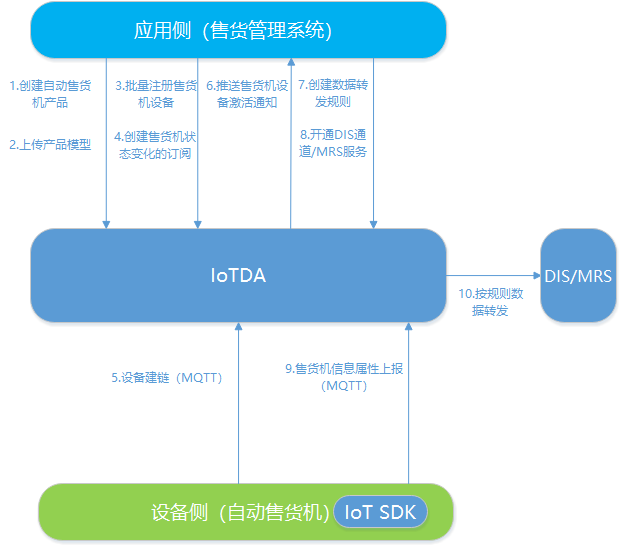 应用侧（售货管理系统）
1.创建自动售货
机产品
2.上传产品模型
3.批量注册售货
机设备
4.创建售货机状
态变化的订阅
6.推送售货机设
备激活通知
7.创建数据转
发规则
8.开通DIS通
道/MRS服务
IoTDA
DIS/MRS
10.按规则数
据转发
5.设备建链（MQTT）
9.售货机信息属性上报
（MQTT）
设备侧（自动售货机）
IoT SDK